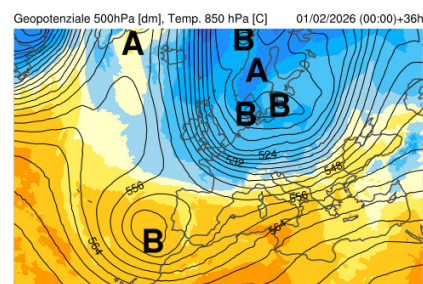 Geopotenziale 500hPa [dm], Temp. 850 hPa [C] 01/02/2026 (00:00)+36h
A B
A
B B
532 524 548
556 556
564 564
B